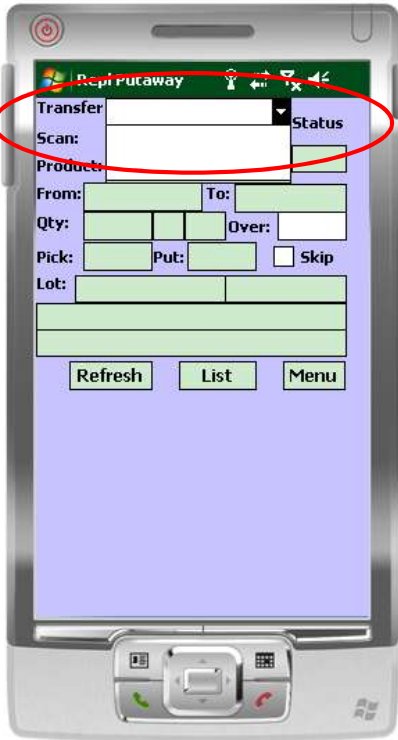 Repl Putaway
Transfer
Status
Scan:
Product:
From: To:
Qty: Over:
Pick: Put: Skip
Lot:
Refresh List Menu